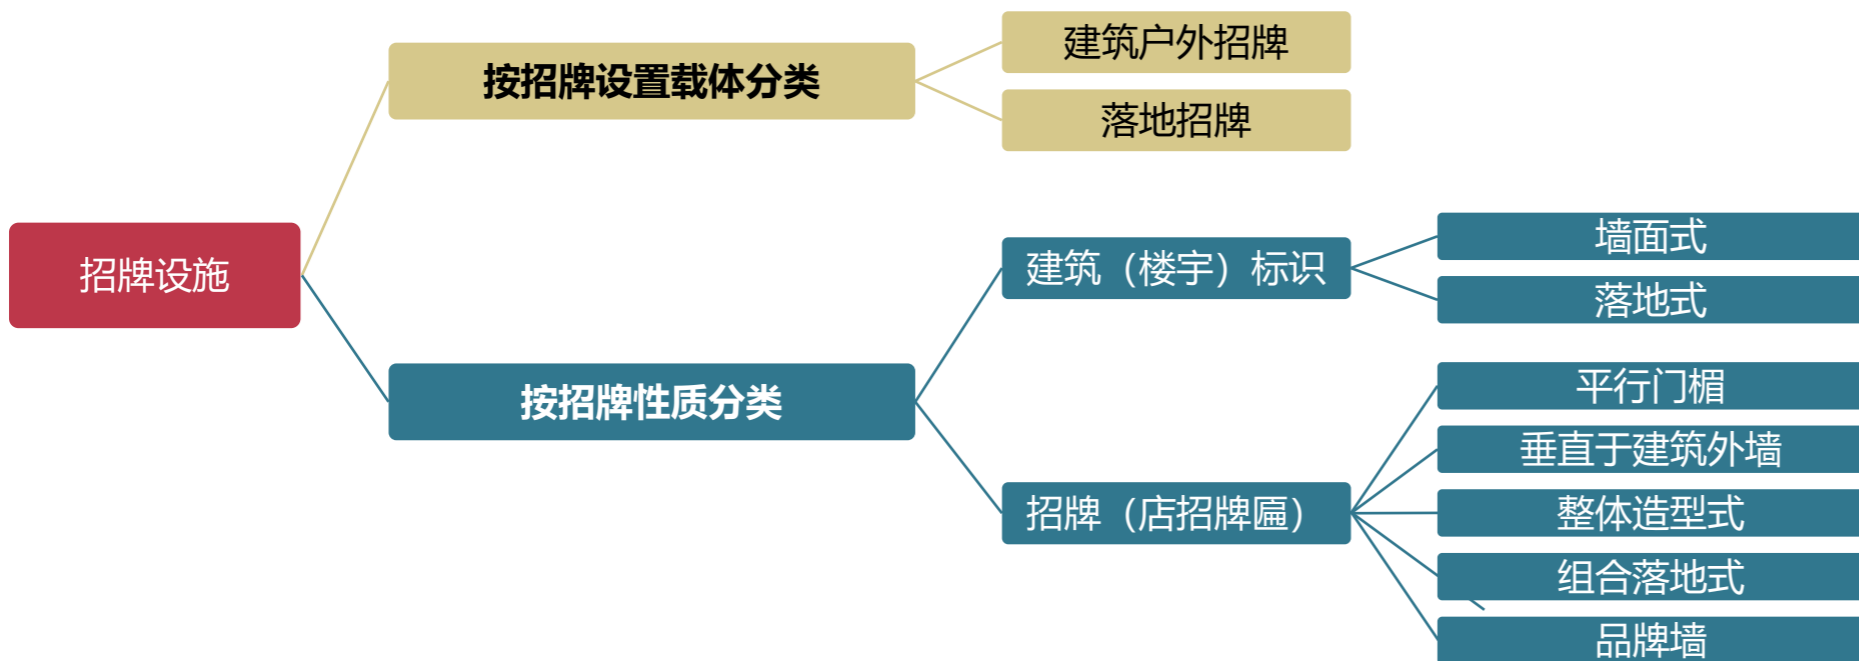 招牌设施
按招牌设置载体分类
建筑户外招牌
落地招牌
按招牌性质分类
建筑（楼宇）标识
墙面式
落地式
招牌（店招牌匾）
平行门楣
垂直于建筑外墙
整体造型式
组合落地式
品牌墙